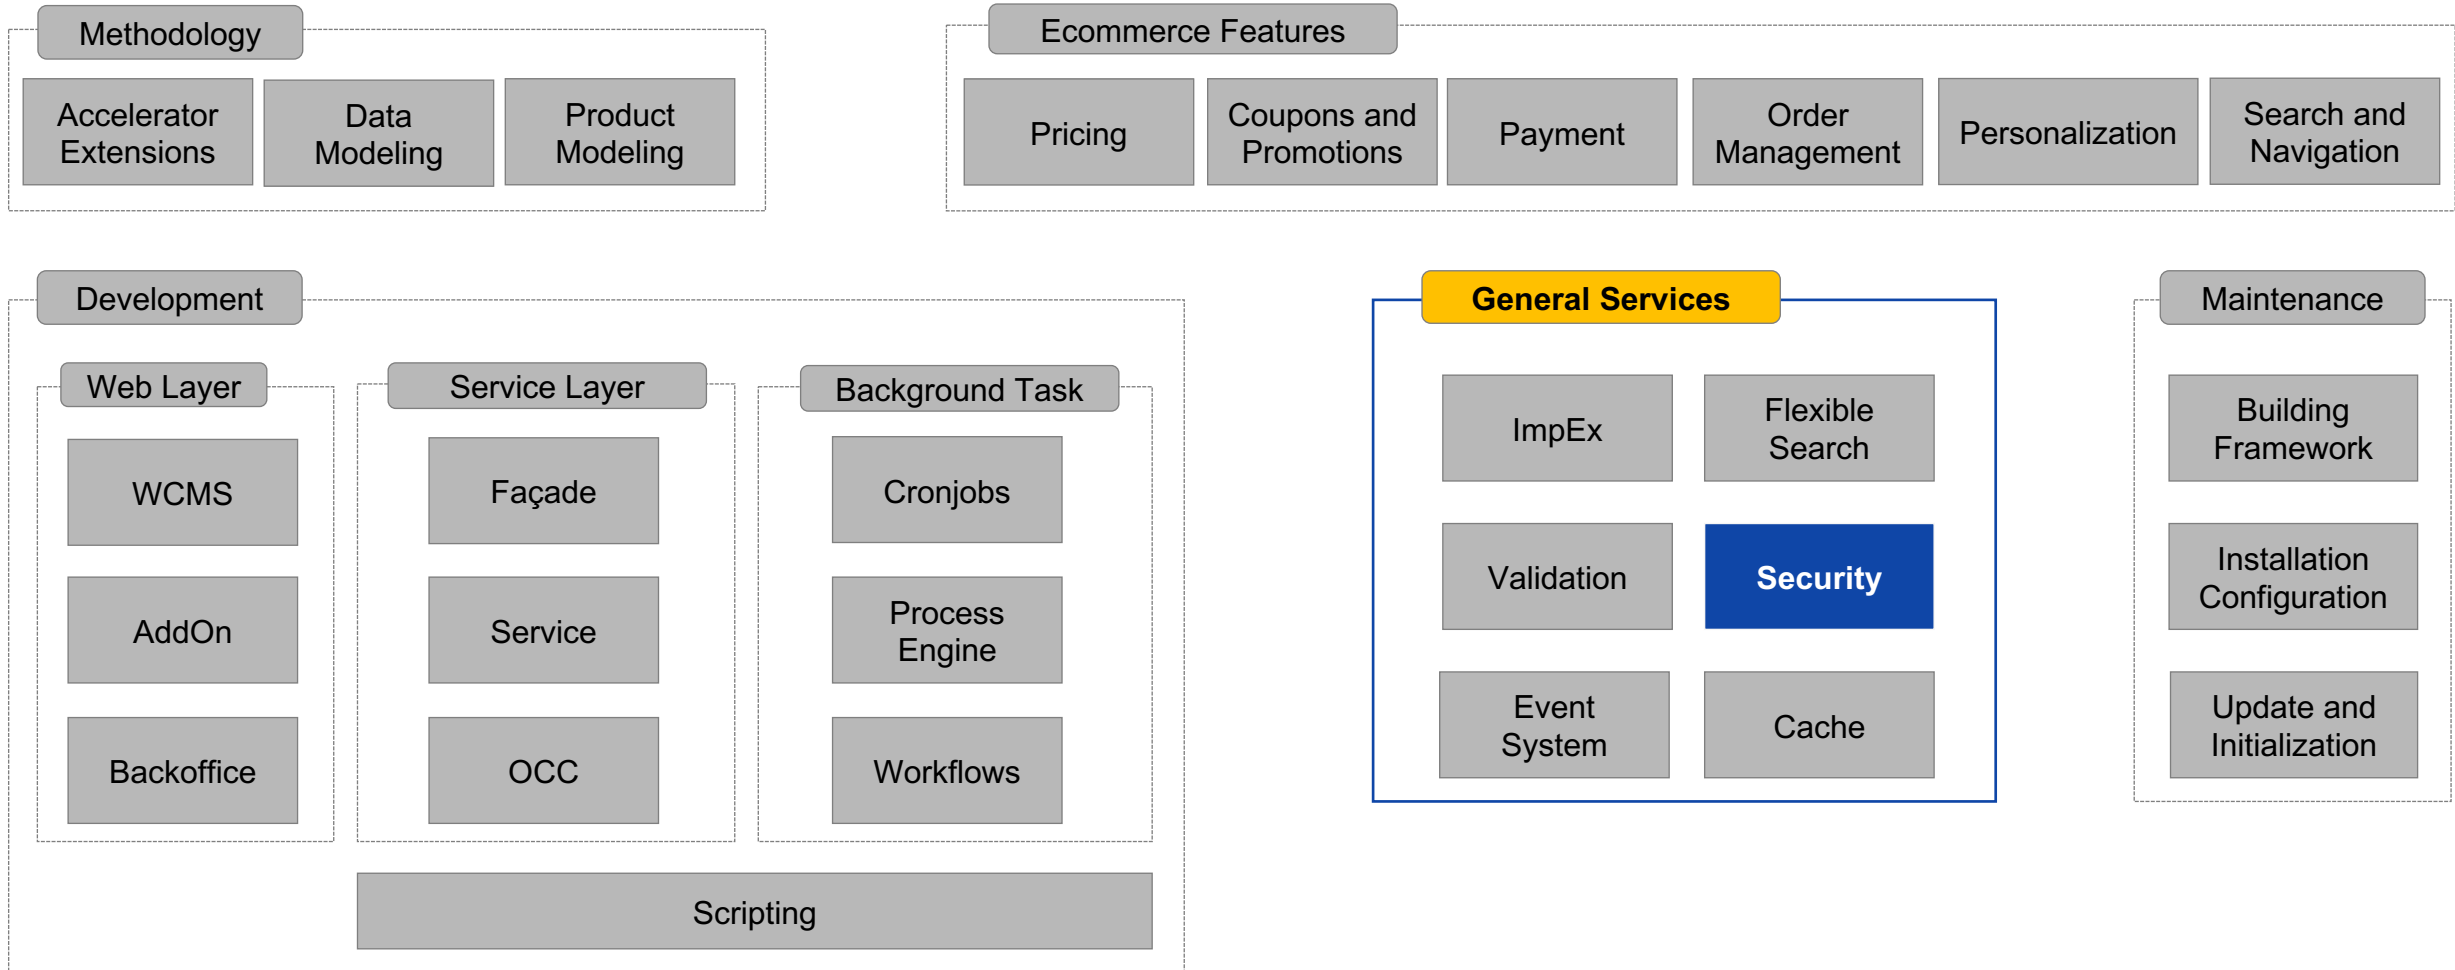 Methodology
Accelerator
Extensions
Data
Modeling
Product
Modeling
Ecommerce Features
Pricing
Coupons and
Promotions
Payment
Order
Management
Personalization
Search and
Navigation
Development
Web Layer
WCMS
AddOn
Backoffice
Service Layer
Façade
Service
OCC
Background Task
Cronjobs
Process
Engine
Workflows
Scripting
General Services
ImpEx
Flexible
Search
Validation
Security
Event
System
Cache
Maintenance
Building
Framework
Installation
Configuration
Update and
Initialization